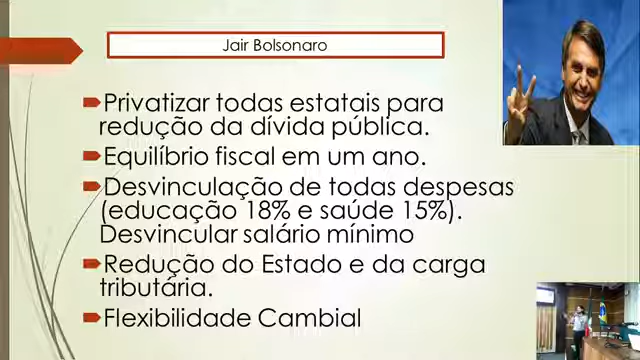 Jair Bolsonaro
Privatizar todas estatais para
redução da dívida pública.
Equilíbrio fiscal em um ano.
Desvinculação de todas despesas
(educação 18% e saúde 15%).
Desvincular salário mínimo
Redução do Estado e da carga
tributária.
Flexibilidade Cambial